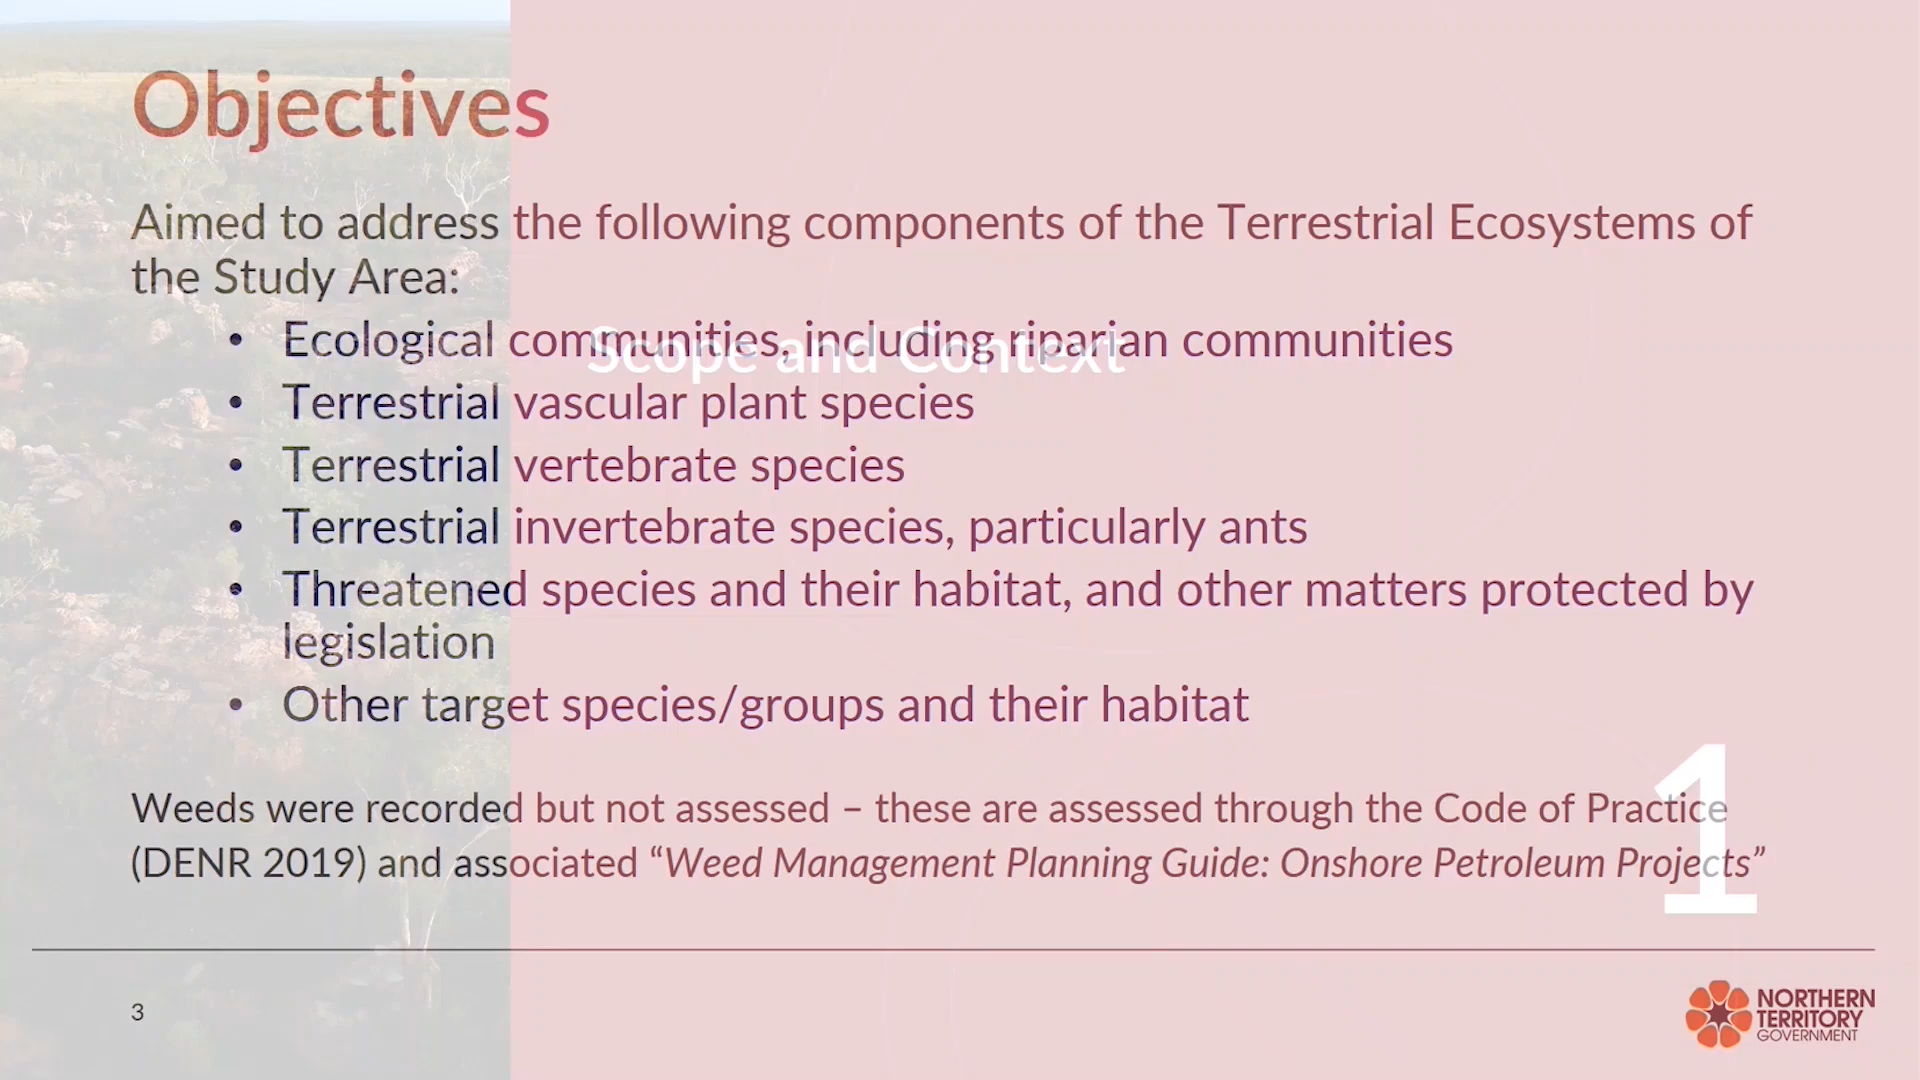 Objectives
Aimed to address the following components of the Terrestrial Ecosystems of
the Study Area:
• Ecological communities, including riparian communities
Scope and Context
• Terrestrial vascular plant species
• Terrestrial vertebrate species
• Terrestrial invertebrate species, particularly ants
• Threatened species and their habitat, and other matters protected by
legislation
• Other target species/groups and their habitat
1
Weeds were recorded but not assessed – these are assessed through the Code of Practice
(DENR 2019) and associated “Weed Management Planning Guide: Onshore Petroleum Projects”
3
NORTHERN
TERRITORY
GOVERNMENT